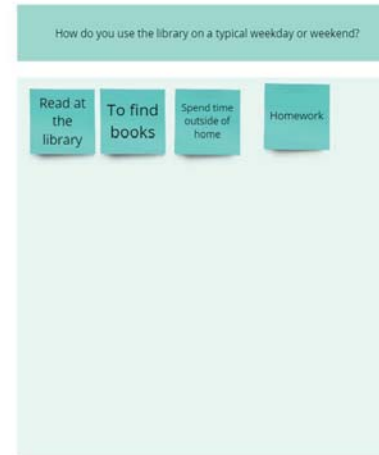 How do you use the library on a typical weekday or weekend?
Read at
the
library
To find
books
Spend time
outside of
home
Homework